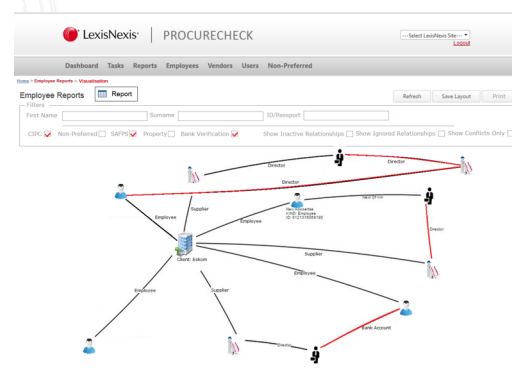 LexisNexis® PROCURECHECK
---Select LexisNexis Site---
Logout
Dashboard Tasks Reports Employees Vendors Users Non-Preferred
Home > Employee Reports > Visualisation
Employee Reports Report Refresh Save Layout Print
Filters
First Name Surname ID/Passport
CIPC Non-Preferred SAFPS Property Bank Verification Show Inactive Relationships Show Ignored Relationships Show Conflicts Only
Director
Director
Director
Next Of Kin
Employee
Supplier
Employee
KIND: Employee
Director
Supplier
Client: Eskom
Employee
Employee
Supplier
Bank Account
Director